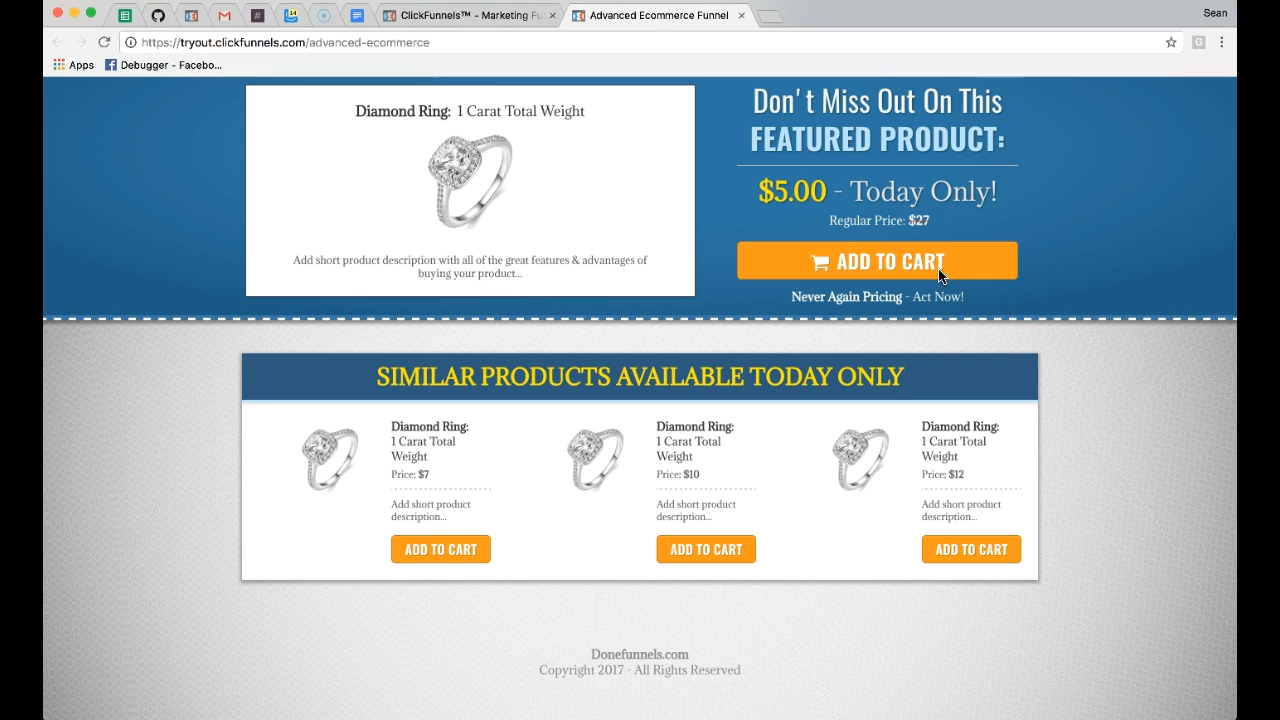 ClickFunnels™ - Marketing Fu
Advanced Ecommerce Funnel
Sean
https://tryout.clickfunnels.com/advanced-ecommerce
Apps
Debugger - Facebo...
Diamond Ring: 1 Carat Total Weight
Add short product description with all of the great features & advantages of
buying your product...
Don't Miss Out On This
FEATURED PRODUCT:
$5.00 - Today Only!
Regular Price: $27
ADD TO CART
Never Again Pricing - Act Now!
SIMILAR PRODUCTS AVAILABLE TODAY ONLY
Diamond Ring:
1 Carat Total
Weight
Price: $7
Add short product
description...
ADD TO CART
Diamond Ring:
1 Carat Total
Weight
Price: $10
Add short product
description...
ADD TO CART
Diamond Ring:
1 Carat Total
Weight
Price: $12
Add short product
description...
ADD TO CART
Donefunnels.com
Copyright 2017 - All Rights Reserved